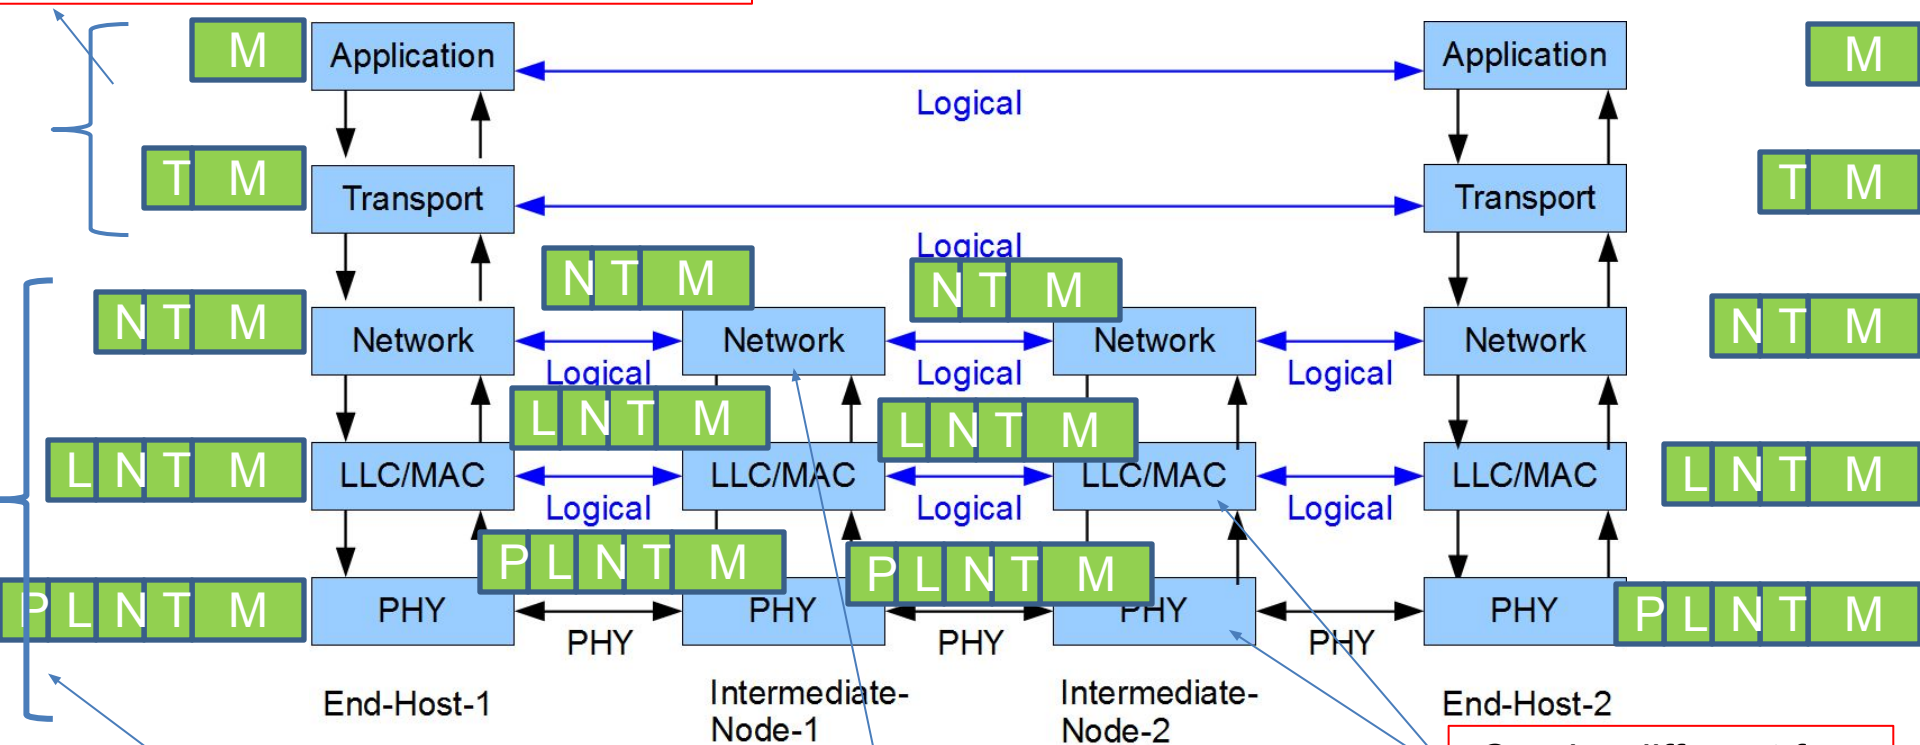 M Application Application M
Logical
T M Transport Transport T M
Logical
N T M N T M
N T M Network Network Network Network N T M
Logical Logical Logical
L N T M L N T M
L N T M LLC/MAC LLC/MAC LLC/MAC LLC/MAC L N T M
Logical Logical Logical
P L N T M P L N T M
P L N T M PHY PHY PHY PHY P L N T M
PHY PHY PHY
End-Host-1 Intermediate- Intermediate- End-Host-2
Node-1 Node-2